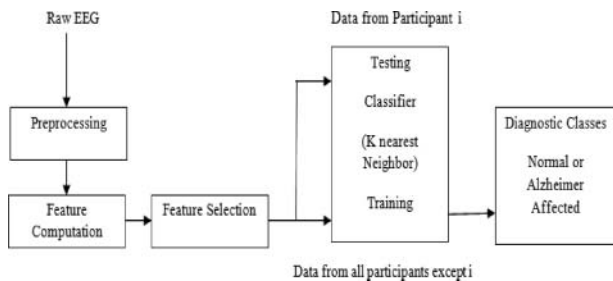 Raw EEG
Data from Participant i
Preprocessing
Feature
Computation
Feature Selection
Testing
Classifier
(K nearest
Neighbor)
Training
Diagnostic Classes
Normal or
Alzheimer
Affected
Data from all participants except i